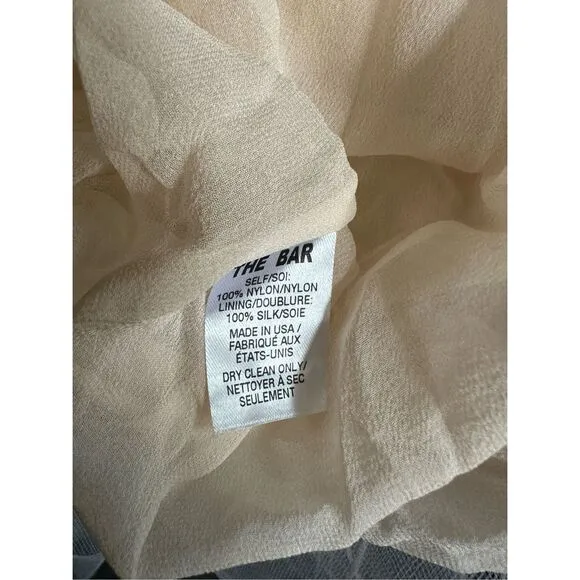 THE BAR
SELF/SOI:
100% NYLON/NYLON
LINING/DOUBLURE:
100% SILK/SOIE
MADE IN USA /
FABRIQUÉ AUX
ÉTATS-UNIS
DRY CLEAN ONLY/
NETTOYER À SEC
SEULEMENT